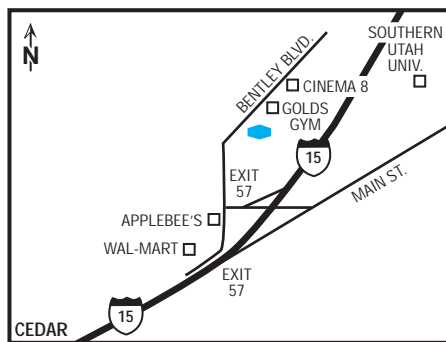 N
SOUTHERN
UTAH
UNIV.
BENTLEY BLVD.
CINEMA 8
GOLDS
GYM
15
EXIT
57
MAIN ST.
APPLEBEE'S
WAL-MART
EXIT
57
15
CEDAR